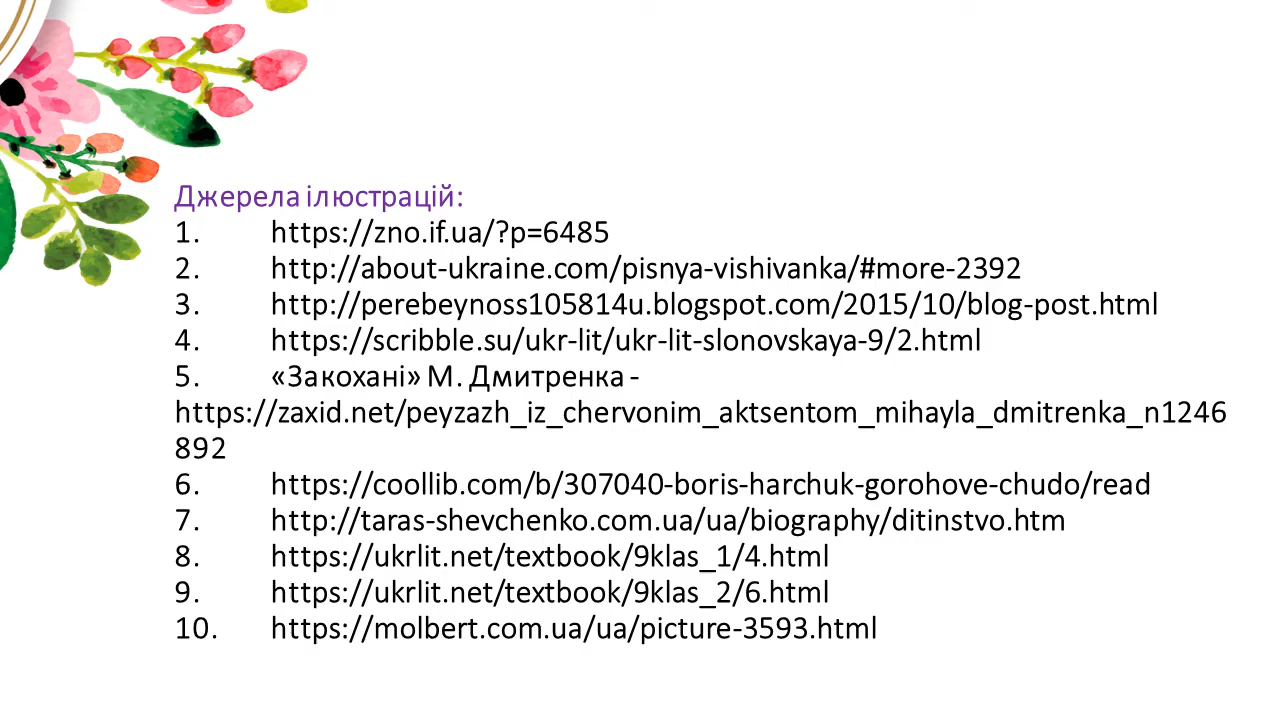 Джерела ілюстрацій:
1. https://zno.if.ua/?p=6485
2. http://about-ukraine.com/pisnya-vishivanka/#more-2392
3. http://perebeynoss105814u.blogspot.com/2015/10/blog-post.html
4. https://scribble.su/ukr-lit/ukr-lit-slonovskaya-9/2.html
5. «Закохані» М. Дмитренка -
https://zaxid.net/peyzazh_iz_chervonim_aktsentom_mihayla_dmitrenka_n1246
892
6. https://coollib.com/b/307040-boris-harchuk-gorohove-chudo/read
7. http://taras-shevchenko.com.ua/ua/biography/ditinstvo.htm
8. https://ukrlit.net/textbook/9klas_1/4.html
9. https://ukrlit.net/textbook/9klas_2/6.html
10. https://molbert.com.ua/ua/picture-3593.html